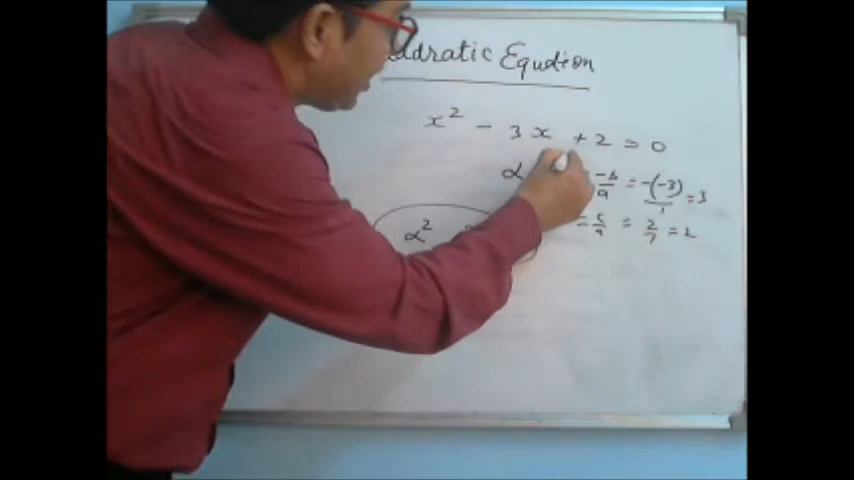 Quadratic Equation
x² - 3x + 2 = 0
α = -b/a = -(-3)/1 = 3
= c/a = 2/1 = 2
α²